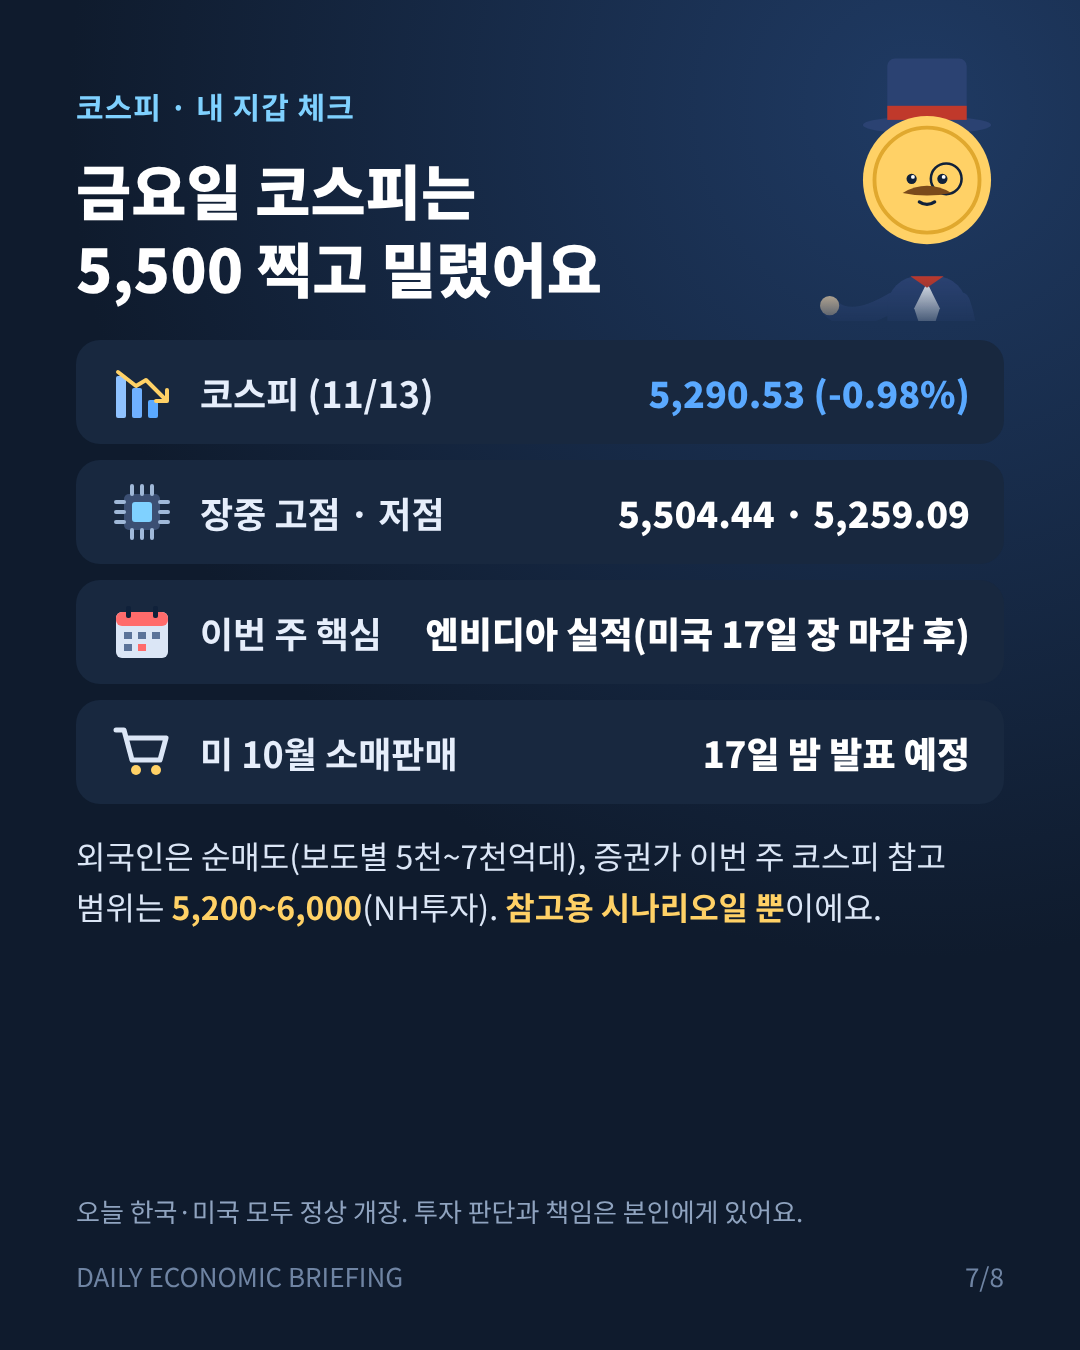 코스피 · 내 지갑 체크
금요일 코스피는
5,500 찍고 밀렸어요
코스피 (11/13) 5,290.53 (-0.98%)
장중 고점 · 저점 5,504.44 · 5,259.09
이번 주 핵심 엔비디아 실적(미국 17일 장 마감 후)
미 10월 소매판매 17일 밤 발표 예정
외국인은 순매도(보도별 5천~7천억대), 증권가 이번 주 코스피 참고
범위는 5,200~6,000(NH투자). 참고용 시나리오일 뿐이에요.
오늘 한국·미국 모두 정상 개장. 투자 판단과 책임은 본인에게 있어요.
DAILY ECONOMIC BRIEFING 7/8